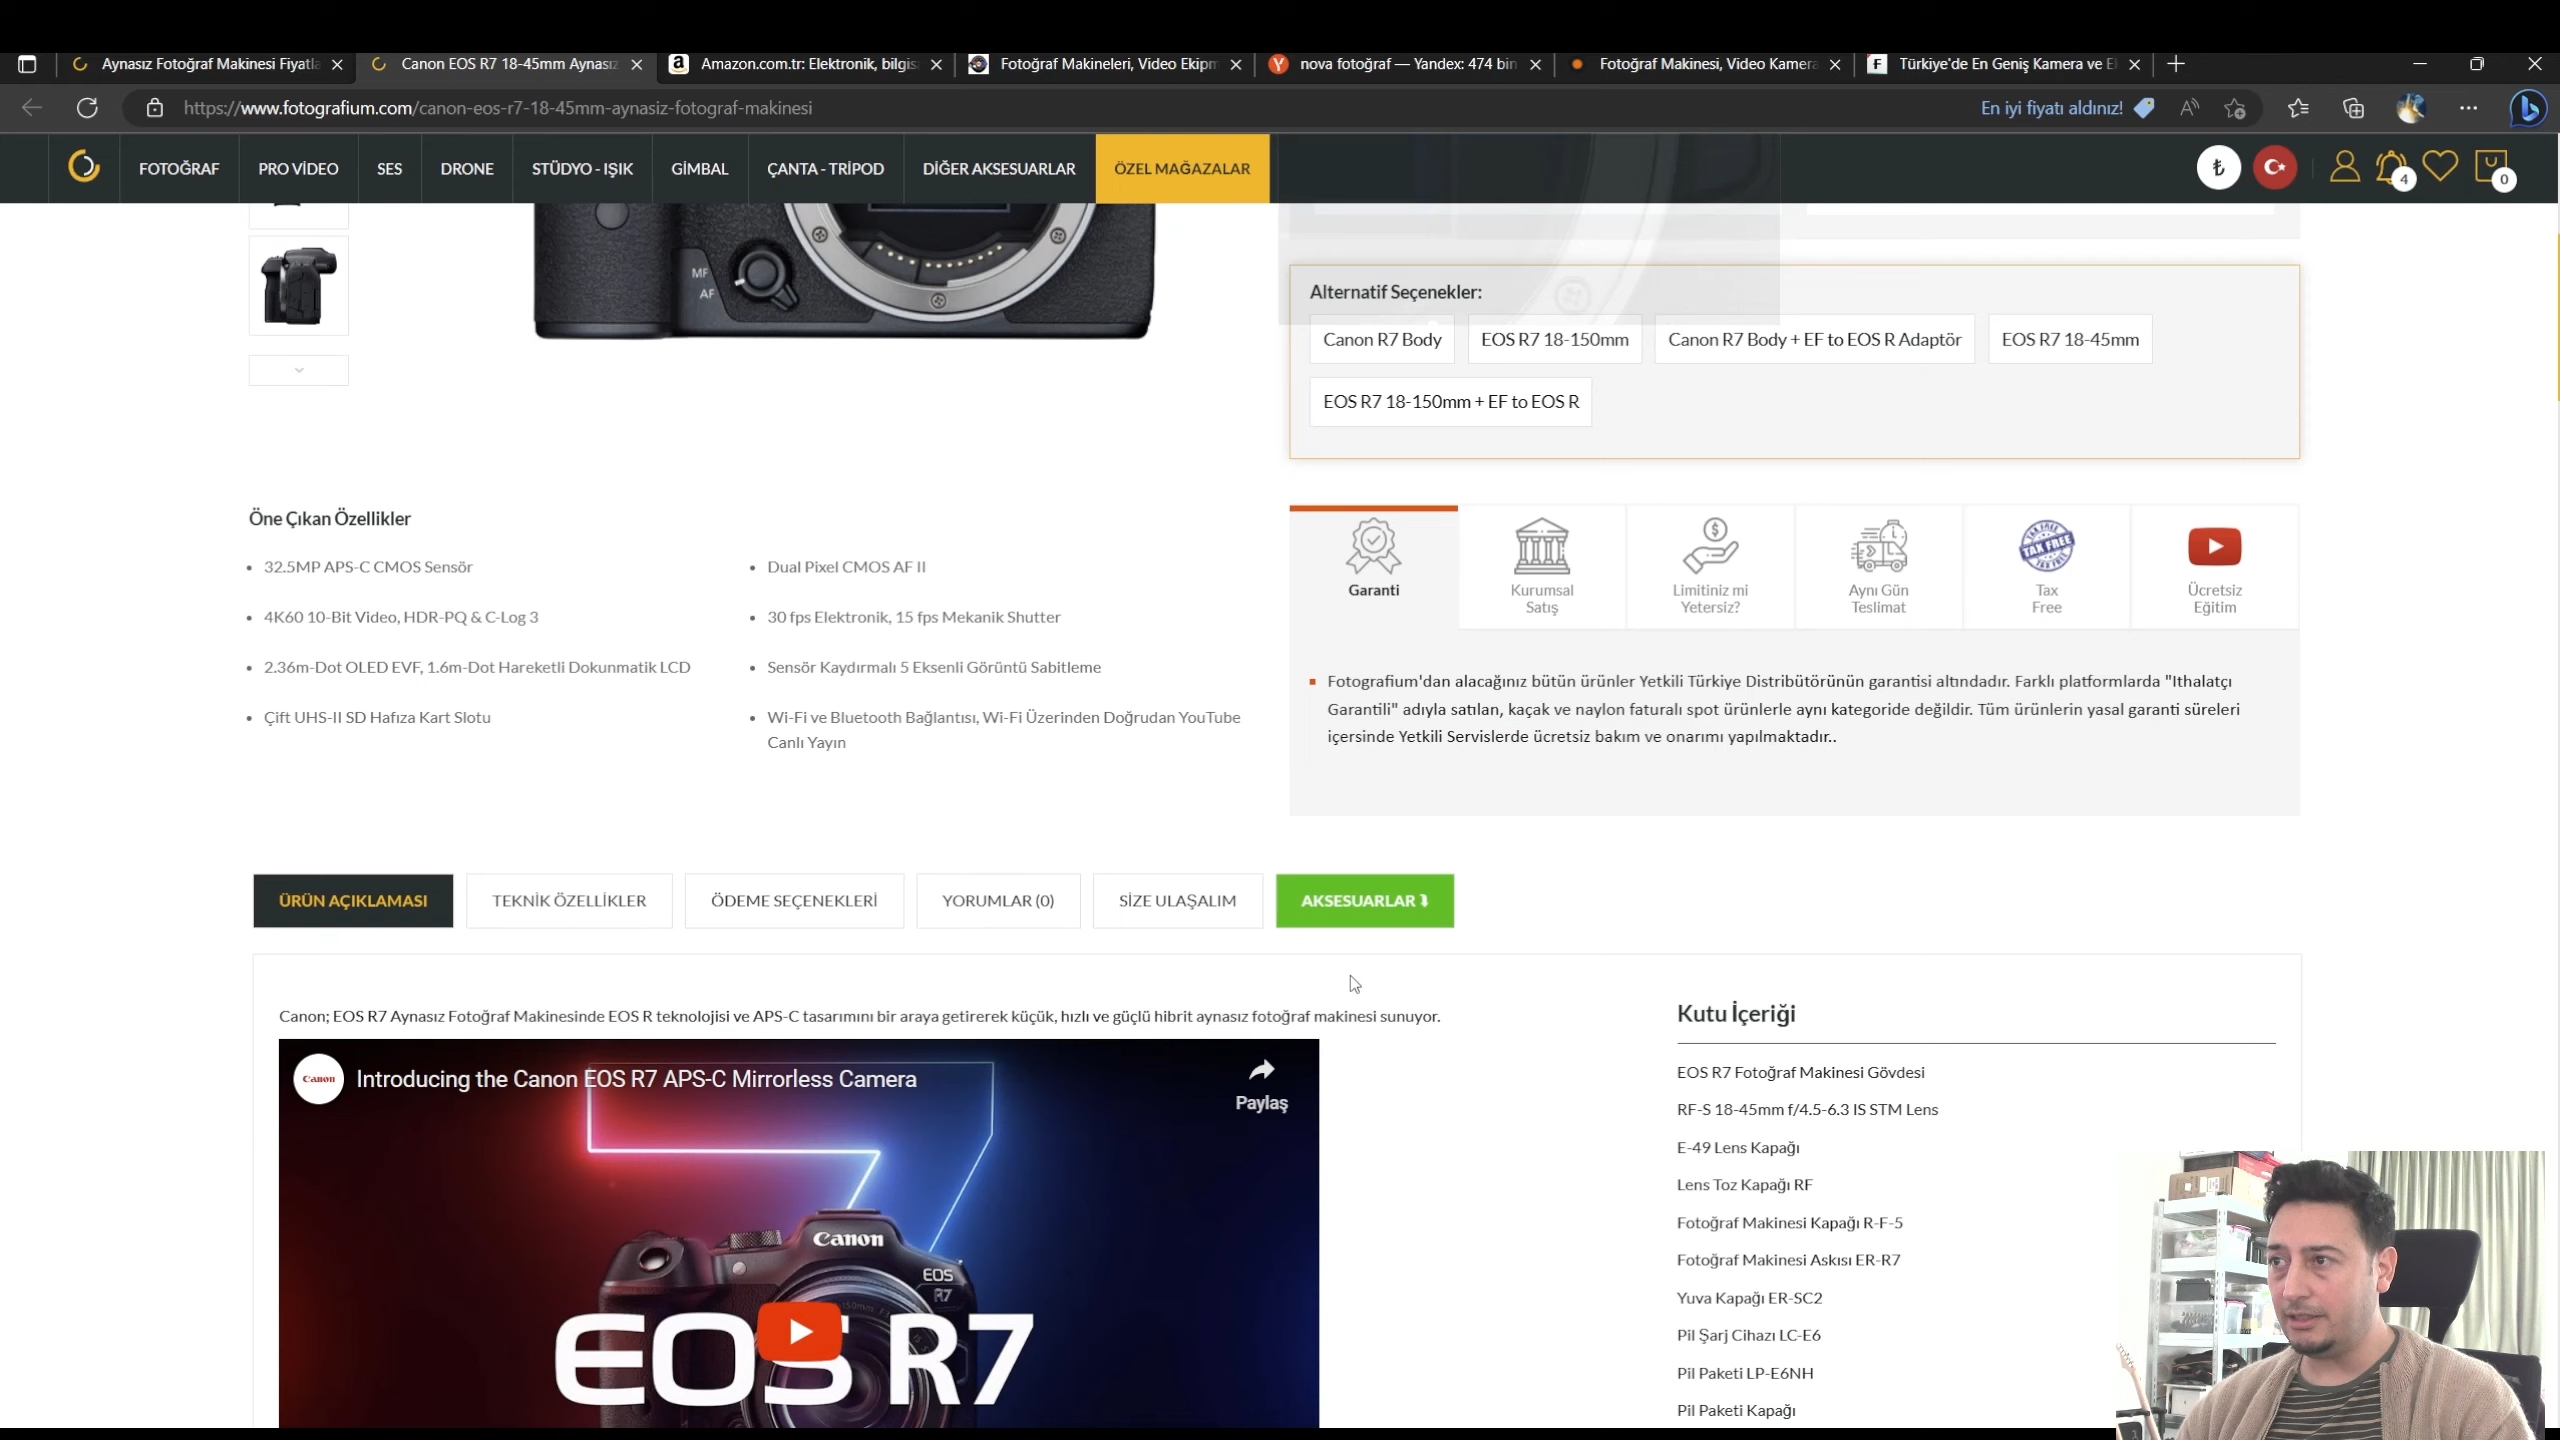 Aynasız Fotoğraf Makinesi Fiyatla
Canon EOS R7 18-45mm Aynasız
Amazon.com.tr: Elektronik, bilgis
Fotoğraf Makineleri, Video Ekipm
nova fotoğraf — Yandex: 474 bin
Fotoğraf Makinesi, Video Kamera
Türkiye'de En Geniş Kamera ve E
https://www.fotografium.com/canon-eos-r7-18-45mm-aynasiz-fotograf-makinesi
En iyi fiyatı aldınız!
FOTOĞRAF
PRO VİDEO
SES
DRONE
STÜDYO - IŞIK
GİMBAL
ÇANTA - TRİPOD
DİĞER AKSESUARLAR
ÖZEL MAĞAZALAR
₺
4
0
MF
AF
Alternatif Seçenekler:
Canon R7 Body
EOS R7 18-150mm
Canon R7 Body + EF to EOS R Adaptör
EOS R7 18-45mm
EOS R7 18-150mm + EF to EOS R
Öne Çıkan Özellikler
32.5MP APS-C CMOS Sensör
4K60 10-Bit Video, HDR-PQ & C-Log 3
2.36m-Dot OLED EVF, 1.6m-Dot Hareketli Dokunmatik LCD
Çift UHS-II SD Hafıza Kart Slotu
Dual Pixel CMOS AF II
30 fps Elektronik, 15 fps Mekanik Shutter
Sensör Kaydırmalı 5 Eksenli Görüntü Sabitleme
Wi-Fi ve Bluetooth Bağlantısı, Wi-Fi Üzerinden Doğrudan YouTube
Canlı Yayın
Garanti
Kurumsal
Satış
Limitiniz mi
Yetersiz?
Aynı Gün
Teslimat
TAX FREE
Tax
Free
Ücretsiz
Eğitim
Fotografium'dan alacağınız bütün ürünler Yetkili Türkiye Distribütörünün garantisi altındadır. Farklı platformlarda "Ithalatçı
Garantili" adıyla satılan, kaçak ve naylon faturalı spot ürünlerle aynı kategoride değildir. Tüm ürünlerin yasal garanti süreleri
içersinde Yetkili Servislerde ücretsiz bakım ve onarımı yapılmaktadır..
ÜRÜN AÇIKLAMASI
TEKNİK ÖZELLİKLER
ÖDEME SEÇENEKLERİ
YORUMLAR (0)
SİZE ULAŞALIM
AKSESUARLAR
Canon; EOS R7 Aynasız Fotoğraf Makinesinde EOS R teknolojisi ve APS-C tasarımını bir araya getirerek küçük, hızlı ve güçlü hibrit aynasız fotoğraf makinesi sunuyor.
Canon
Introducing the Canon EOS R7 APS-C Mirrorless Camera
Paylaş
Canon
EOS
R7
EOS R7
Kutu İçeriği
EOS R7 Fotoğraf Makinesi Gövdesi
RF-S 18-45mm f/4.5-6.3 IS STM Lens
E-49 Lens Kapağı
Lens Toz Kapağı RF
Fotoğraf Makinesi Kapağı R-F-5
Fotoğraf Makinesi Askısı ER-R7
Yuva Kapağı ER-SC2
Pil Şarj Cihazı LC-E6
Pil Paketi LP-E6NH
Pil Paketi Kapağı